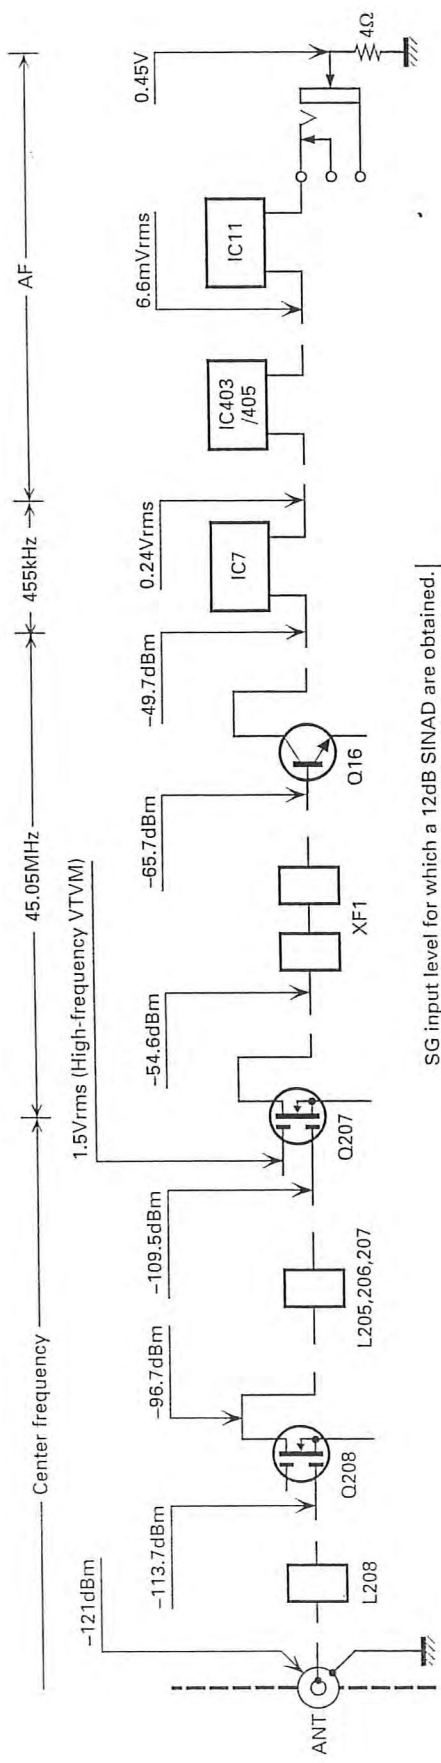 Center frequency
45.05MHz
455kHz
AF
-121dBm
-113.7dBm
-96.7dBm
-109.5dBm
1.5Vrms (High-frequency VTVM)
-54.6dBm
-65.7dBm
-49.7dBm
0.24Vrms
6.6mVrms
0.45V
ANT
L208
Q208
L205,206,207
Q207
XF1
Q16
IC7
IC403
/405
IC11
4Ω
SG input level for which a 12dB SINAD are obtained.